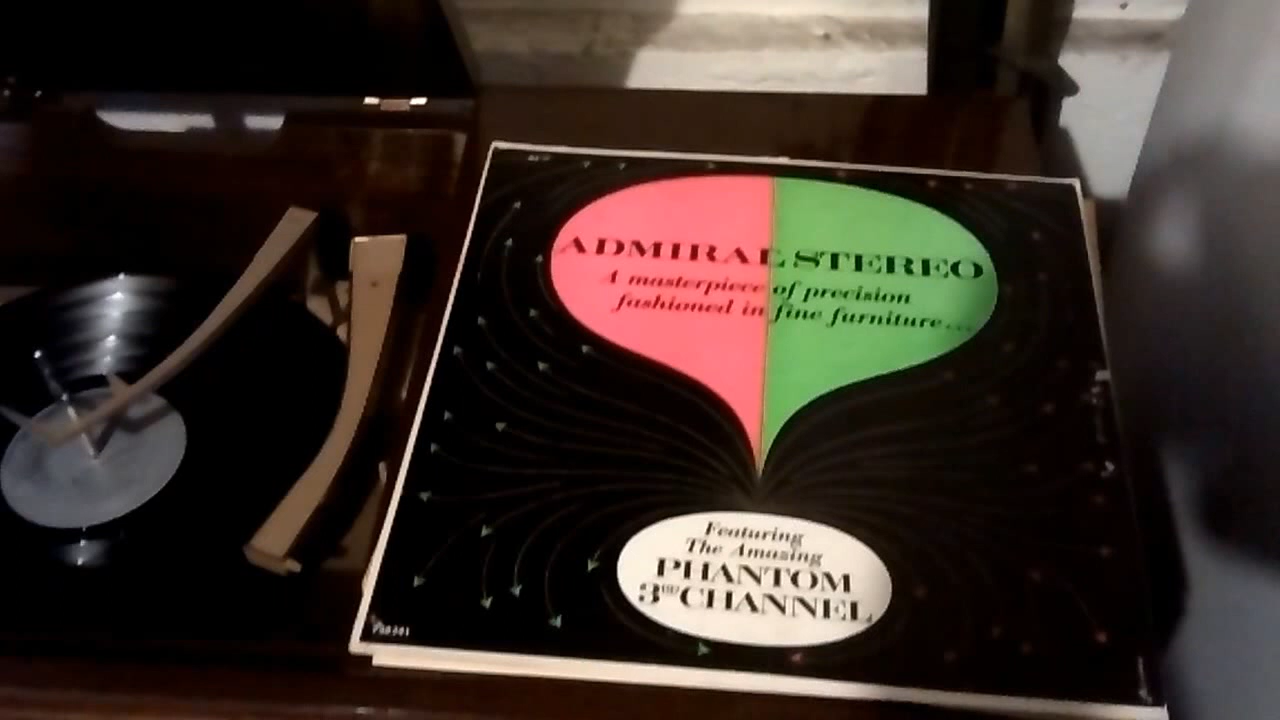 ADMIRAL STEREO
A masterpiece of precision
fashioned in fine furniture...
Featuring
The Amazing
PHANTOM
3RD CHANNEL